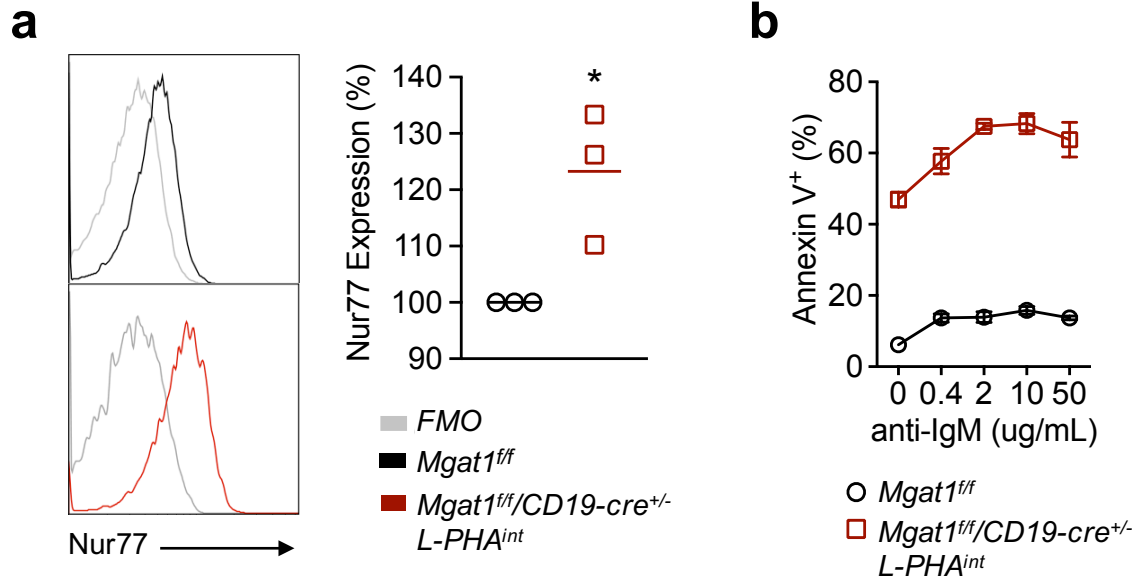 a
Nur77
Nur77 Expression (%)
140
130
120
110
100
90
*
FMO
Mgat1f/f
Mgat1f/f/CD19-cre+/-
L-PHAint
b
Annexin V+ (%)
80
60
40
20
0
0 0.4 2 10 50
anti-IgM (ug/mL)
Mgat1f/f
Mgat1f/f/CD19-cre+/-
L-PHAint